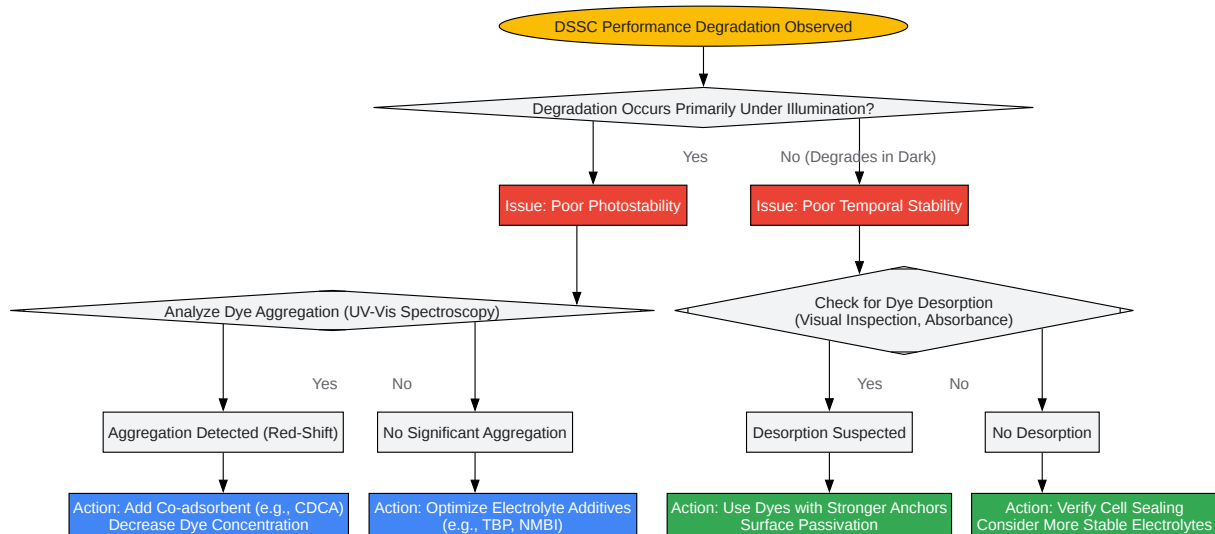 DSSC Performance Degradation Observed
Degradation Occurs Primarily Under Illumination?
Yes
No (Degrades in Dark)
Issue: Poor Photostability
Issue: Poor Temporal Stability
Analyze Dye Aggregation (UV-Vis Spectroscopy)
Check for Dye Desorption
(Visual Inspection, Absorbance)
Yes
No
Yes
No
Aggregation Detected (Red-Shift)
No Significant Aggregation
Desorption Suspected
No Desorption
Action: Add Co-adsorbent (e.g., CDCA)
Decrease Dye Concentration
Action: Optimize Electrolyte Additives
(e.g., TBP, NMBI)
Action: Use Dyes with Stronger Anchors
Surface Passivation
Action: Verify Cell Sealing
Consider More Stable Electrolytes